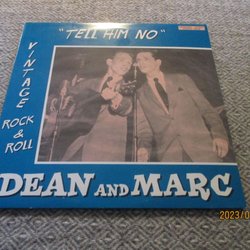 "TELL HIM NO"
VINTAGE
ROCK &
ROLL
DEAN AND MARC
2023/0